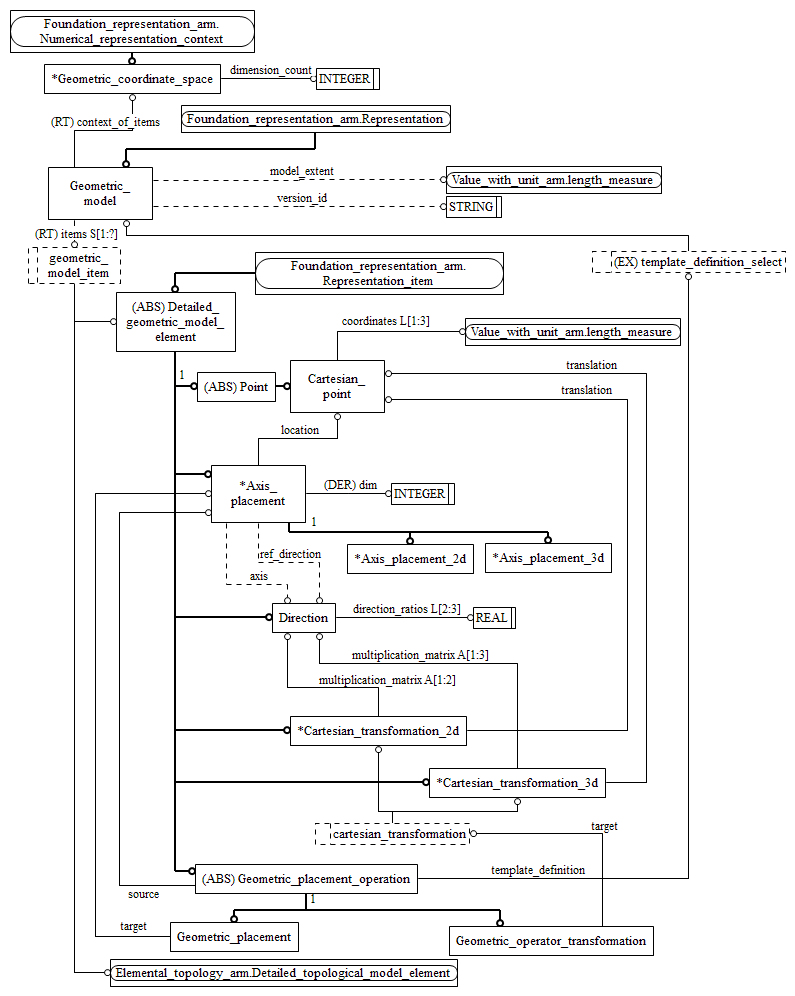 Foundation_representation_arm.
Numerical_representation_context
*Geometric_coordinate_space
dimension_count
INTEGER
(RT) context_of_items
Foundation_representation_arm.Representation
Geometric_
model
model_extent
Value_with_unit_arm.length_measure
version_id
STRING
(RT) items S[1:?]
geometric_
model_item
(EX) template_definition_select
Foundation_representation_arm.
Representation_item
(ABS) Detailed_
geometric_model_
element
coordinates L[1:3]
Value_with_unit_arm.length_measure
1
(ABS) Point
Cartesian_
point
translation
translation
location
*Axis_
placement
(DER) dim
INTEGER
1
*Axis_placement_2d
*Axis_placement_3d
ref_direction
axis
Direction
direction_ratios L[2:3]
REAL
multiplication_matrix A[1:3]
multiplication_matrix A[1:2]
*Cartesian_transformation_2d
*Cartesian_transformation_3d
cartesian_transformation
target
(ABS) Geometric_placement_operation
template_definition
source
1
target
Geometric_placement
Geometric_operator_transformation
Elemental_topology_arm.Detailed_topological_model_element